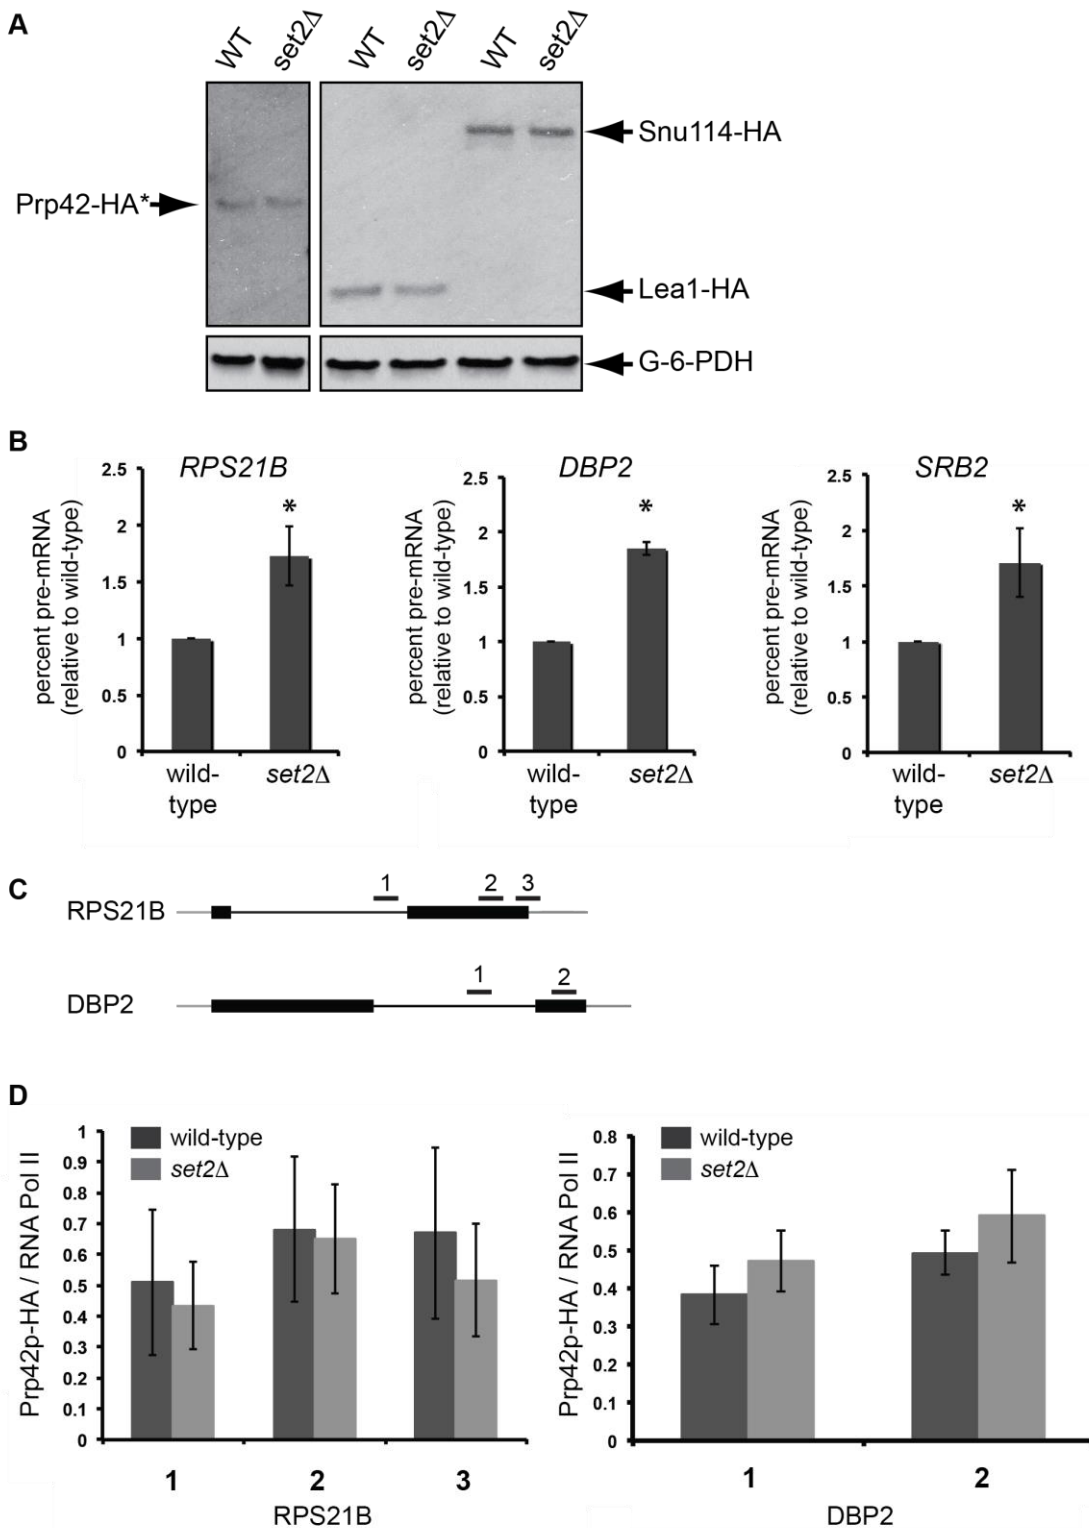 A
WT
set2Δ
WT
set2Δ
WT
set2Δ
Snu114-HA
Prp42-HA*
Lea1-HA
G-6-PDH
B
RPS21B
percent pre-mRNA
(relative to wild-type)
2.5
2
1.5
1
0.5
0
*
wild-
type
set2Δ
DBP2
percent pre-mRNA
(relative to wild-type)
2.5
2
1.5
1
0.5
0
*
wild-
type
set2Δ
SRB2
percent pre-mRNA
(relative to wild-type)
2.5
2
1.5
1
0.5
0
*
wild-
type
set2Δ
C
1 2 3
RPS21B
1 2
DBP2
D
Prp42p-HA / RNA Pol II
1
0.9
0.8
0.7
0.6
0.5
0.4
0.3
0.2
0.1
0
wild-type
set2Δ
1 2 3
RPS21B
Prp42p-HA / RNA Pol II
0.8
0.7
0.6
0.5
0.4
0.3
0.2
0.1
0
wild-type
set2Δ
1 2
DBP2